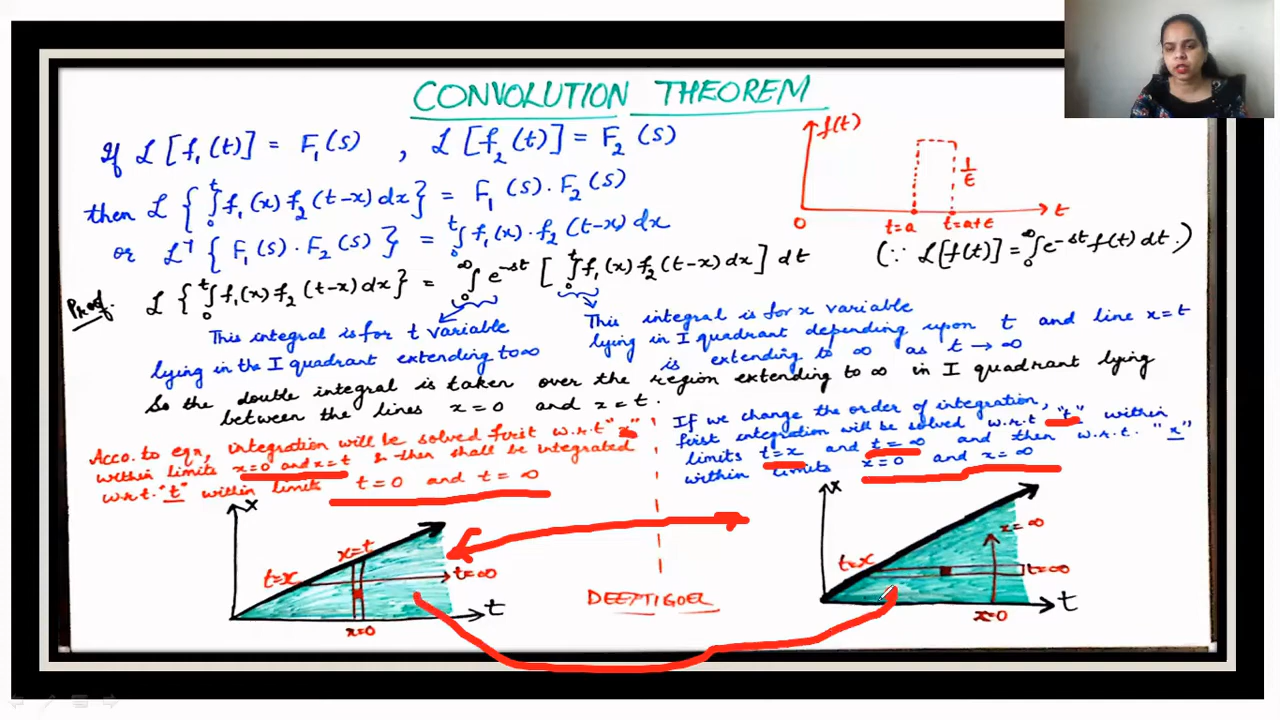 CONVOLUTION THEOREM
If ℒ[f₁(t)] = F₁(s) , ℒ[f₂(t)] = F₂(s)
then ℒ{₀∫ᵗ f₁(x) f₂(t-x) dx} = F₁(s). F₂(s)
or ℒ⁻¹{F₁(s). F₂(s)} = ₀∫ᵗ f₁(x). f₂(t-x) dx
f(t)
1/ε
0 t=a t=a+ε t
Proof. ℒ{₀∫ᵗ f₁(x) f₂(t-x) dx} = ₀∫^∞ e^-st [₀∫ᵗ f₁(x) f₂(t-x) dx] dt
(∵ ℒ[f(t)] = ₀∫^∞ e^-st f(t) dt.)
This integral is for t variable
lying in the I quadrant extending to ∞
This integral is for x variable
lying in I quadrant depending upon t and line x=t
is extending to ∞ as t → ∞
So the double integral is taken over the region extending to ∞ in I quadrant lying
between the lines x=0 and x=t.
Acco. to eqn, integration will be solved first w.r.t "x"
within limits x=0 and x=t & then shall be integrated
w.r.t. "t" within limits t=0 and t=∞
x
x=t
t=x
t=∞
t
x=0
If we change the order of integration,
first integration will be solved w.r.t "t" within
limits t=x and t=∞ and then w.r.t. "x"
within limits x=0 and x=∞
x
x=∞
t=x
t=∞
t
x=0
DEEPTI GOEL